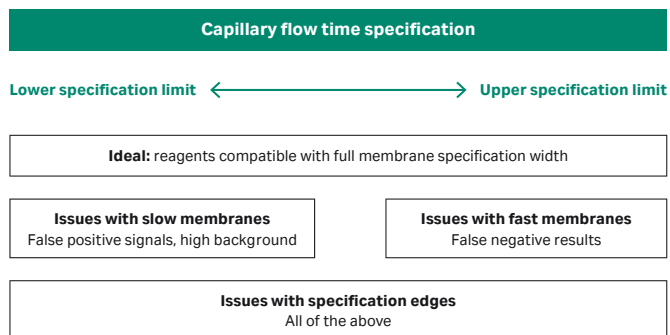 Capillary flow time specification
Lower specification limit
Upper specification limit
Ideal: reagents compatible with full membrane specification width
Issues with slow membranes
False positive signals, high background
Issues with fast membranes
False negative results
Issues with specification edges
All of the above